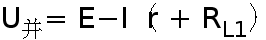 U并= E-I（r + RL1）